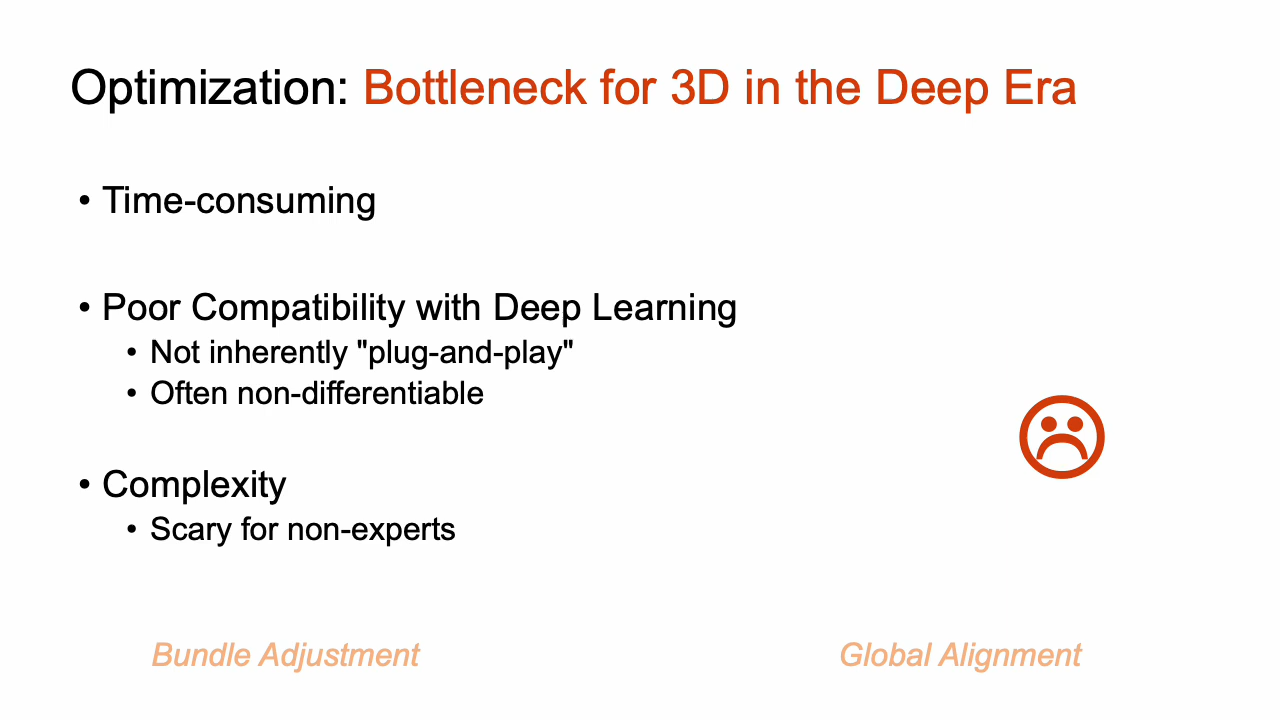 Optimization: Bottleneck for 3D in the Deep Era
• Time-consuming
• Poor Compatibility with Deep Learning
• Not inherently "plug-and-play"
• Often non-differentiable
• Complexity
• Scary for non-experts
Bundle Adjustment
Global Alignment